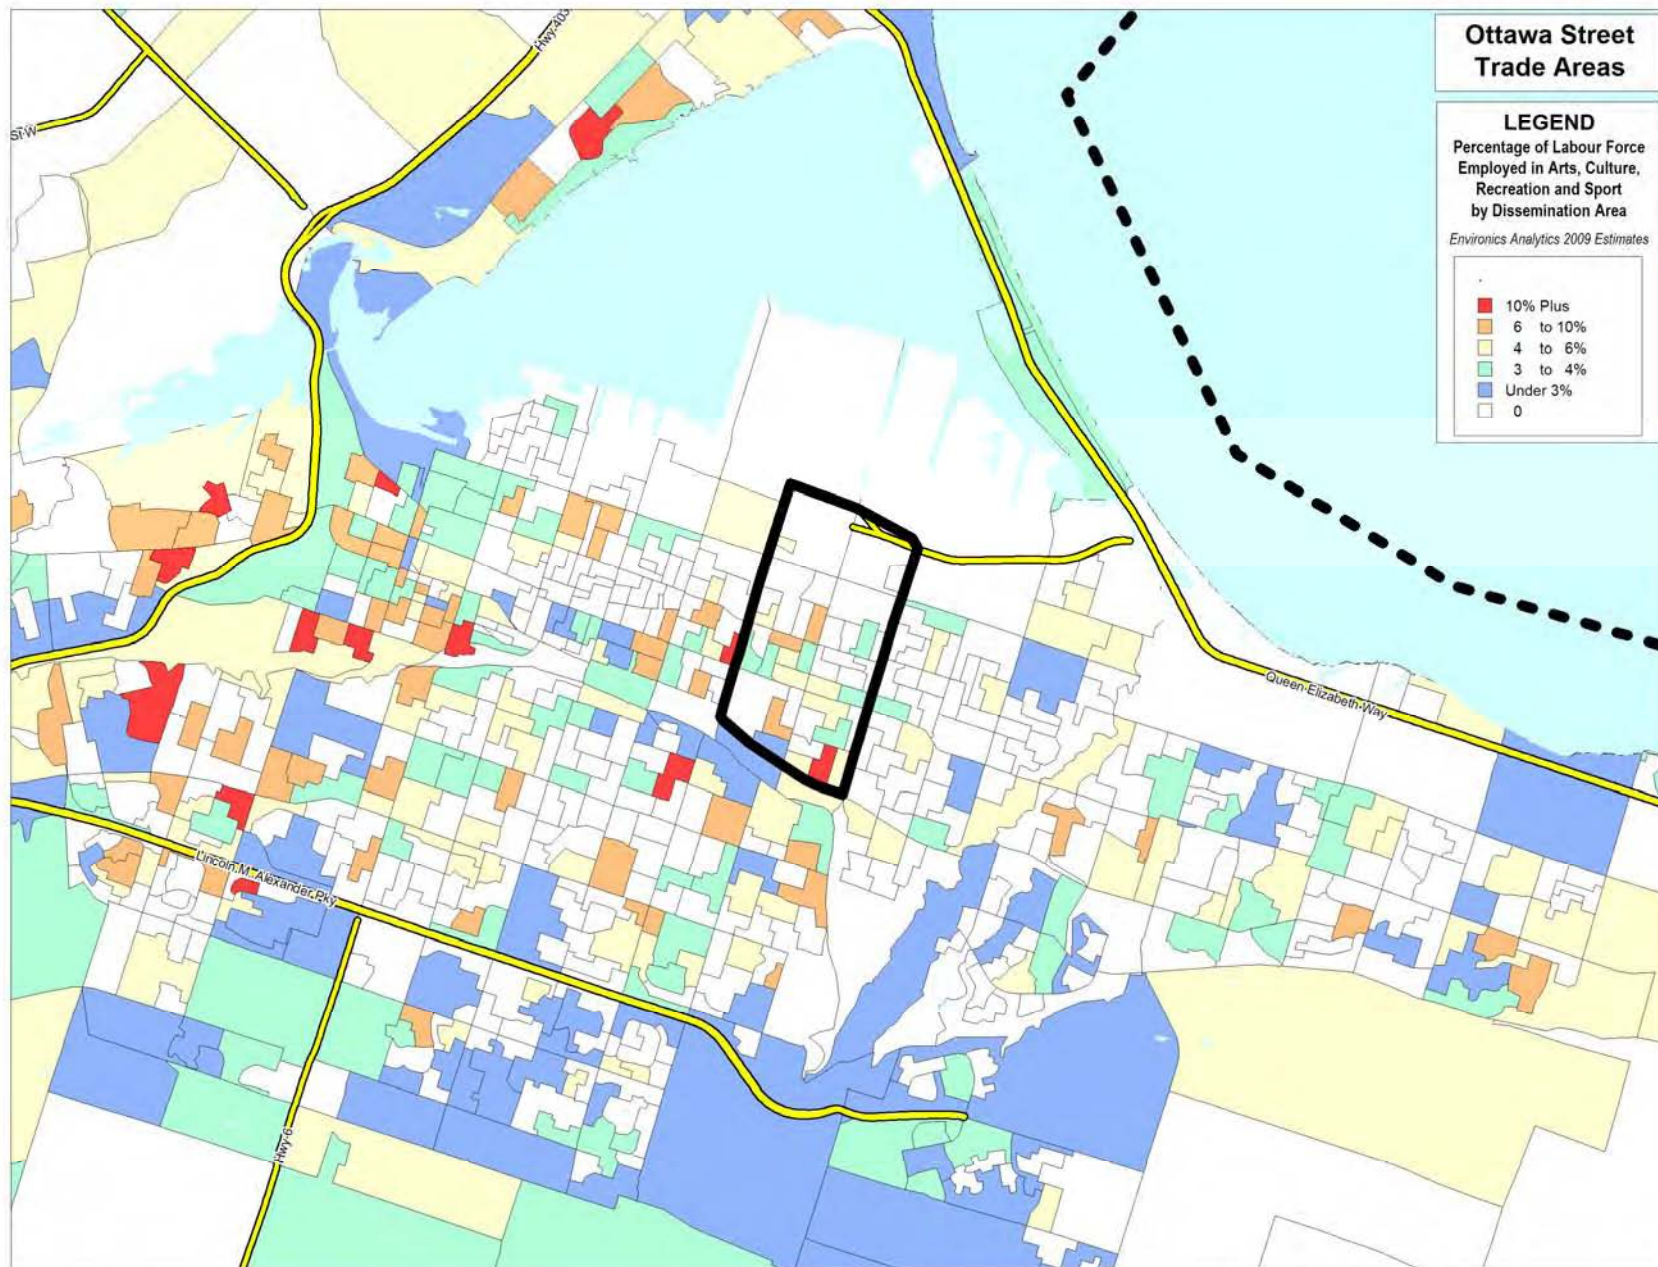 Ottawa Street
Trade Areas
LEGEND
Percentage of Labour Force
Employed in Arts, Culture,
Recreation and Sport
by Dissemination Area
Environics Analytics 2009 Estimates
10% Plus
6 to 10%
4 to 6%
3 to 4%
Under 3%
0
Hwy 403
St W
Queen Elizabeth Way
Lincoln M. Alexander Pky
Hwy 6